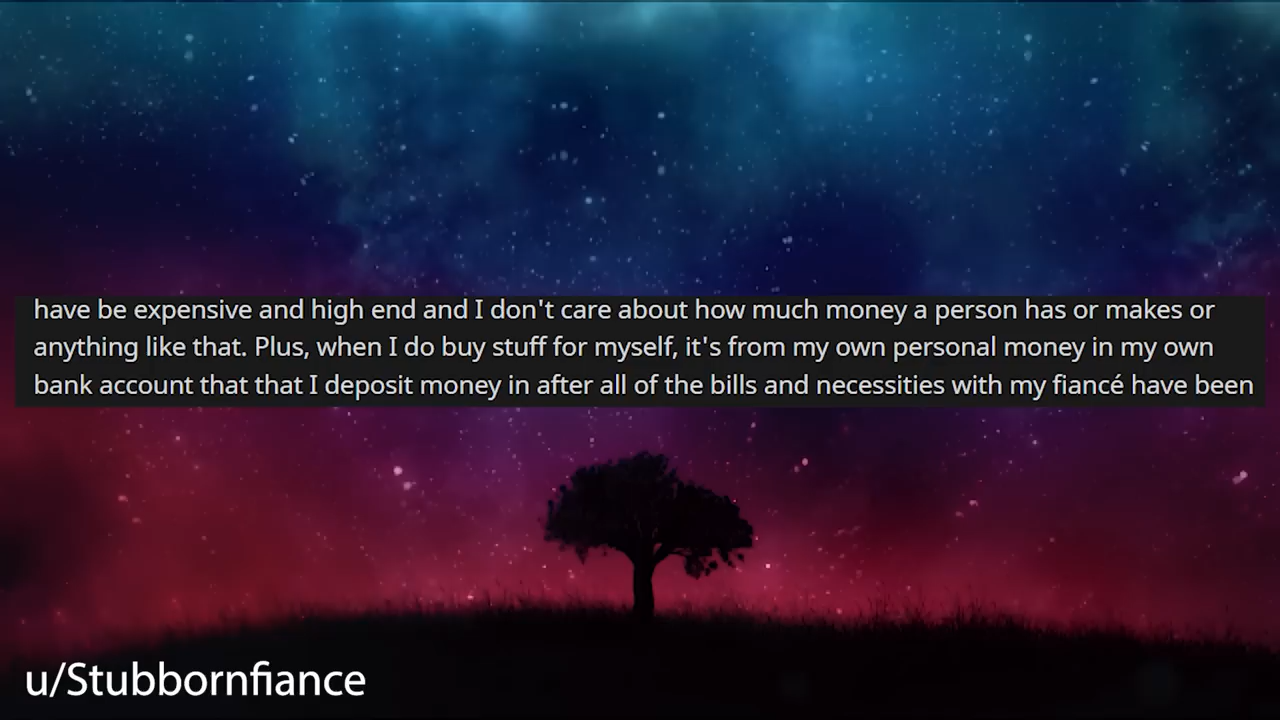 have be expensive and high end and I don't care about how much money a person has or makes or
anything like that. Plus, when I do buy stuff for myself, it's from my own personal money in my own
bank account that that I deposit money in after all of the bills and necessities with my fiancé have been
u/Stubbornfiance